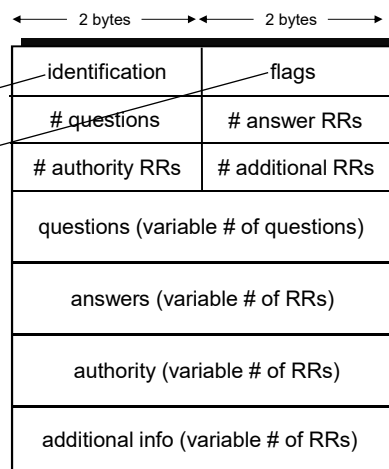 2 bytes 2 bytes
identification flags
# questions # answer RRs
# authority RRs # additional RRs
questions (variable # of questions)
answers (variable # of RRs)
authority (variable # of RRs)
additional info (variable # of RRs)